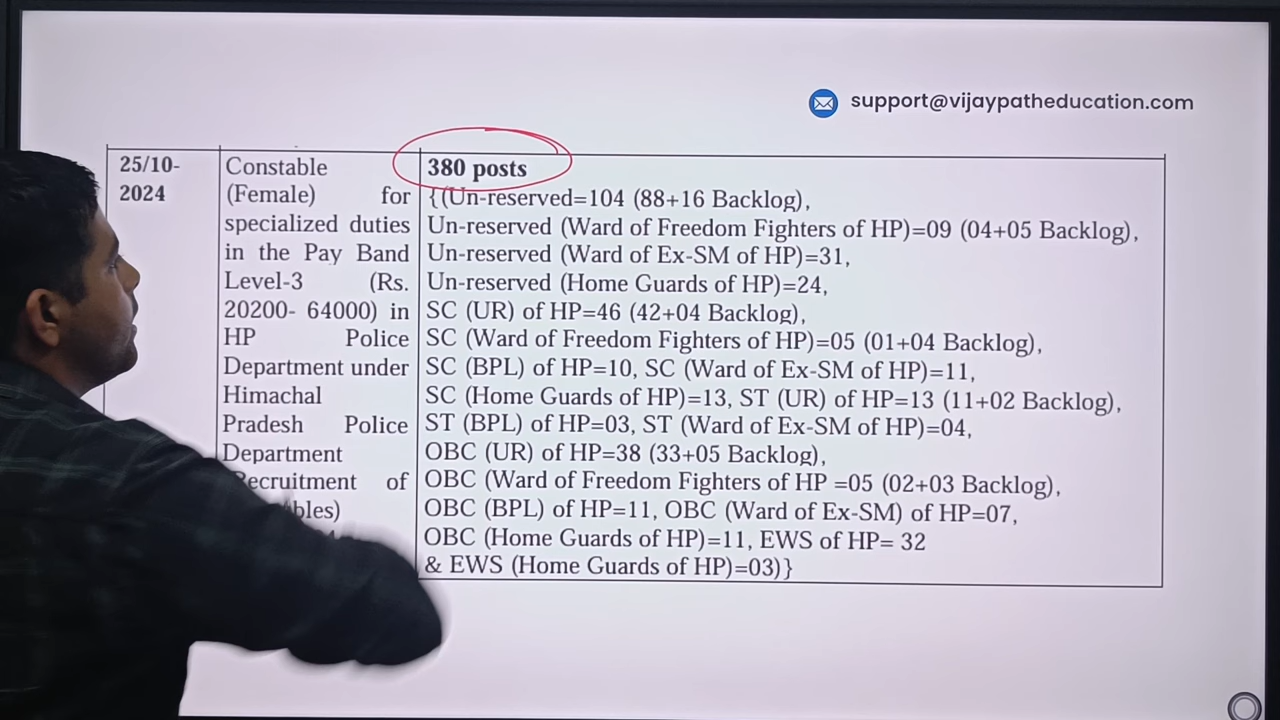 support@vijaypatheducation.com
25/10-
2024
Constable
(Female) for
specialized duties
in the Pay Band
Level-3 (Rs.
20200- 64000) in
HP Police
Department under
Himachal
Pradesh Police
Department
Recruitment of
380 posts
{(Un-reserved=104 (88+16 Backlog),
Un-reserved (Ward of Freedom Fighters of HP)=09 (04+05 Backlog),
Un-reserved (Ward of Ex-SM of HP)=31,
Un-reserved (Home Guards of HP)=24,
SC (UR) of HP=46 (42+04 Backlog),
SC (Ward of Freedom Fighters of HP)=05 (01+04 Backlog),
SC (BPL) of HP=10, SC (Ward of Ex-SM of HP)=11,
SC (Home Guards of HP)=13, ST (UR) of HP=13 (11+02 Backlog),
ST (BPL) of HP=03, ST (Ward of Ex-SM of HP)=04,
OBC (UR) of HP=38 (33+05 Backlog),
OBC (Ward of Freedom Fighters of HP =05 (02+03 Backlog),
OBC (BPL) of HP=11, OBC (Ward of Ex-SM) of HP=07,
OBC (Home Guards of HP)=11, EWS of HP= 32
& EWS (Home Guards of HP)=03)}